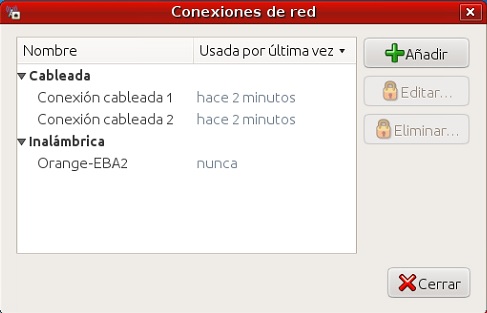 Conexiones de red
Nombre Usada por última vez
Cableada
Conexión cableada 1 hace 2 minutos
Conexión cableada 2 hace 2 minutos
Inalámbrica
Orange-EBA2 nunca
Añadir
Editar...
Eliminar...
Cerrar